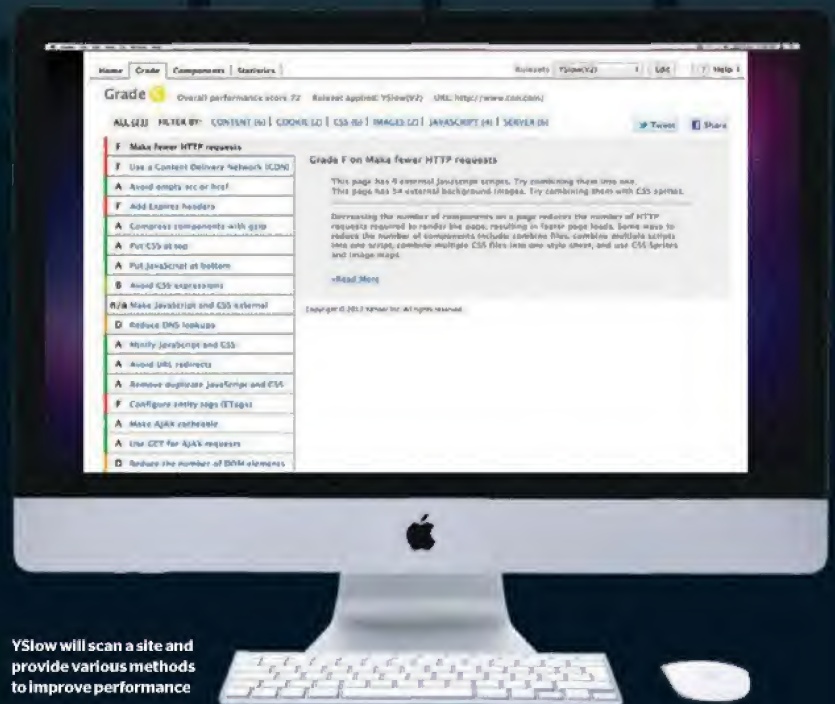 Home Grade Components Statistics Rulesets YSlow(V2) Edit Help
Grade C Overall performance score 72 Ruleset applied: YSlow(V2) URL: http://www.cnn.com/
ALL (23) FILTER BY: CONTENT (6) | COOKIE (2) | CSS (6) | IMAGES (2) | JAVASCRIPT (4) | SERVER (6) Tweet Share
F Make fewer HTTP requests
F Use a Content Delivery Network (CDN)
A Avoid empty src or href
F Add Expires headers
A Compress components with gzip
A Put CSS at top
A Put JavaScript at bottom
B Avoid CSS expressions
n/a Make JavaScript and CSS external
D Reduce DNS lookups
A Minify JavaScript and CSS
A Avoid URL redirects
A Remove duplicate JavaScript and CSS
F Configure entity tags (ETags)
A Make AJAX cacheable
A Use GET for AJAX requests
D Reduce the number of DOM elements
Grade F on Make fewer HTTP requests
This page has 9 external Javascript scripts. Try combining them into one.
This page has 54 external background images. Try combining them with CSS sprites.
Decreasing the number of components on a page reduces the number of HTTP
requests required to render the page, resulting in faster page loads. Some ways to
reduce the number of components include: combine files, combine multiple scripts
into one script, combine multiple CSS files into one style sheet, and use CSS Sprites
and image maps.
»Read More
Copyright © 2012 Yahoo! Inc. All rights reserved.
YSlow will scan a site and
provide various methods
to improve performance